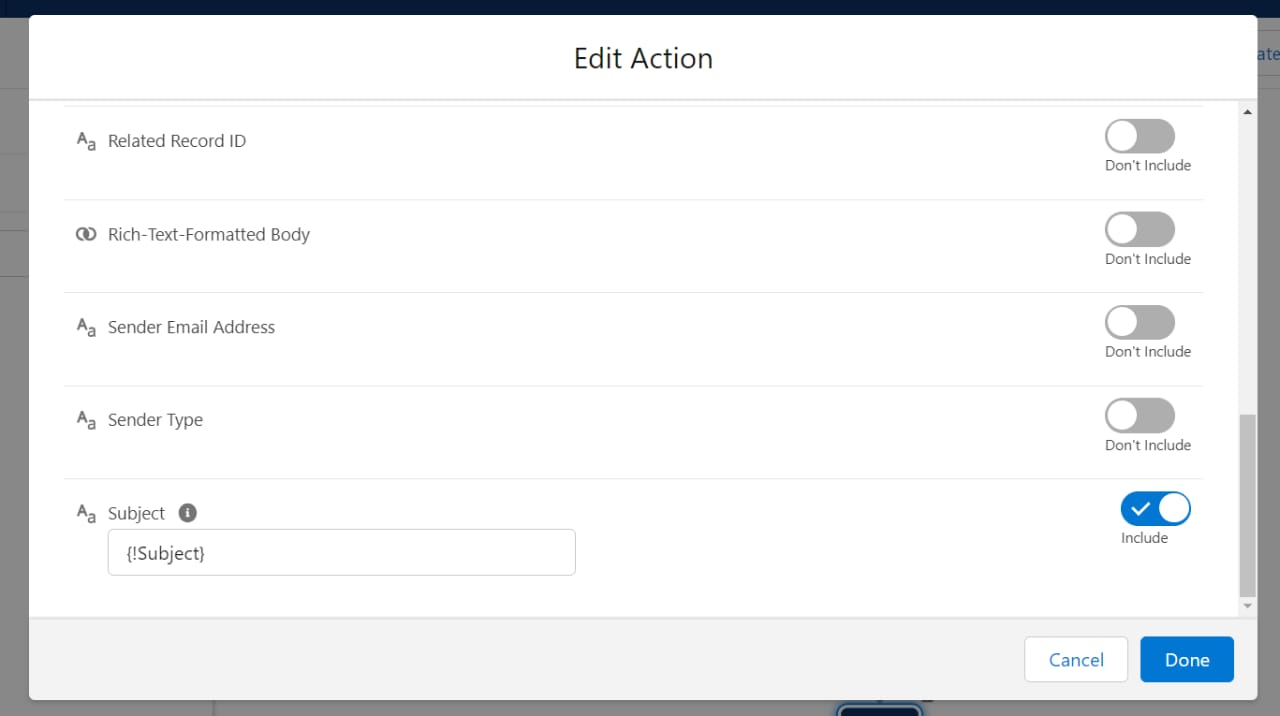 Edit Action
ate
Related Record ID
Don't Include
Rich-Text-Formatted Body
Don't Include
Sender Email Address
Don't Include
Sender Type
Don't Include
Subject
{!Subject}
Include
Cancel
Done